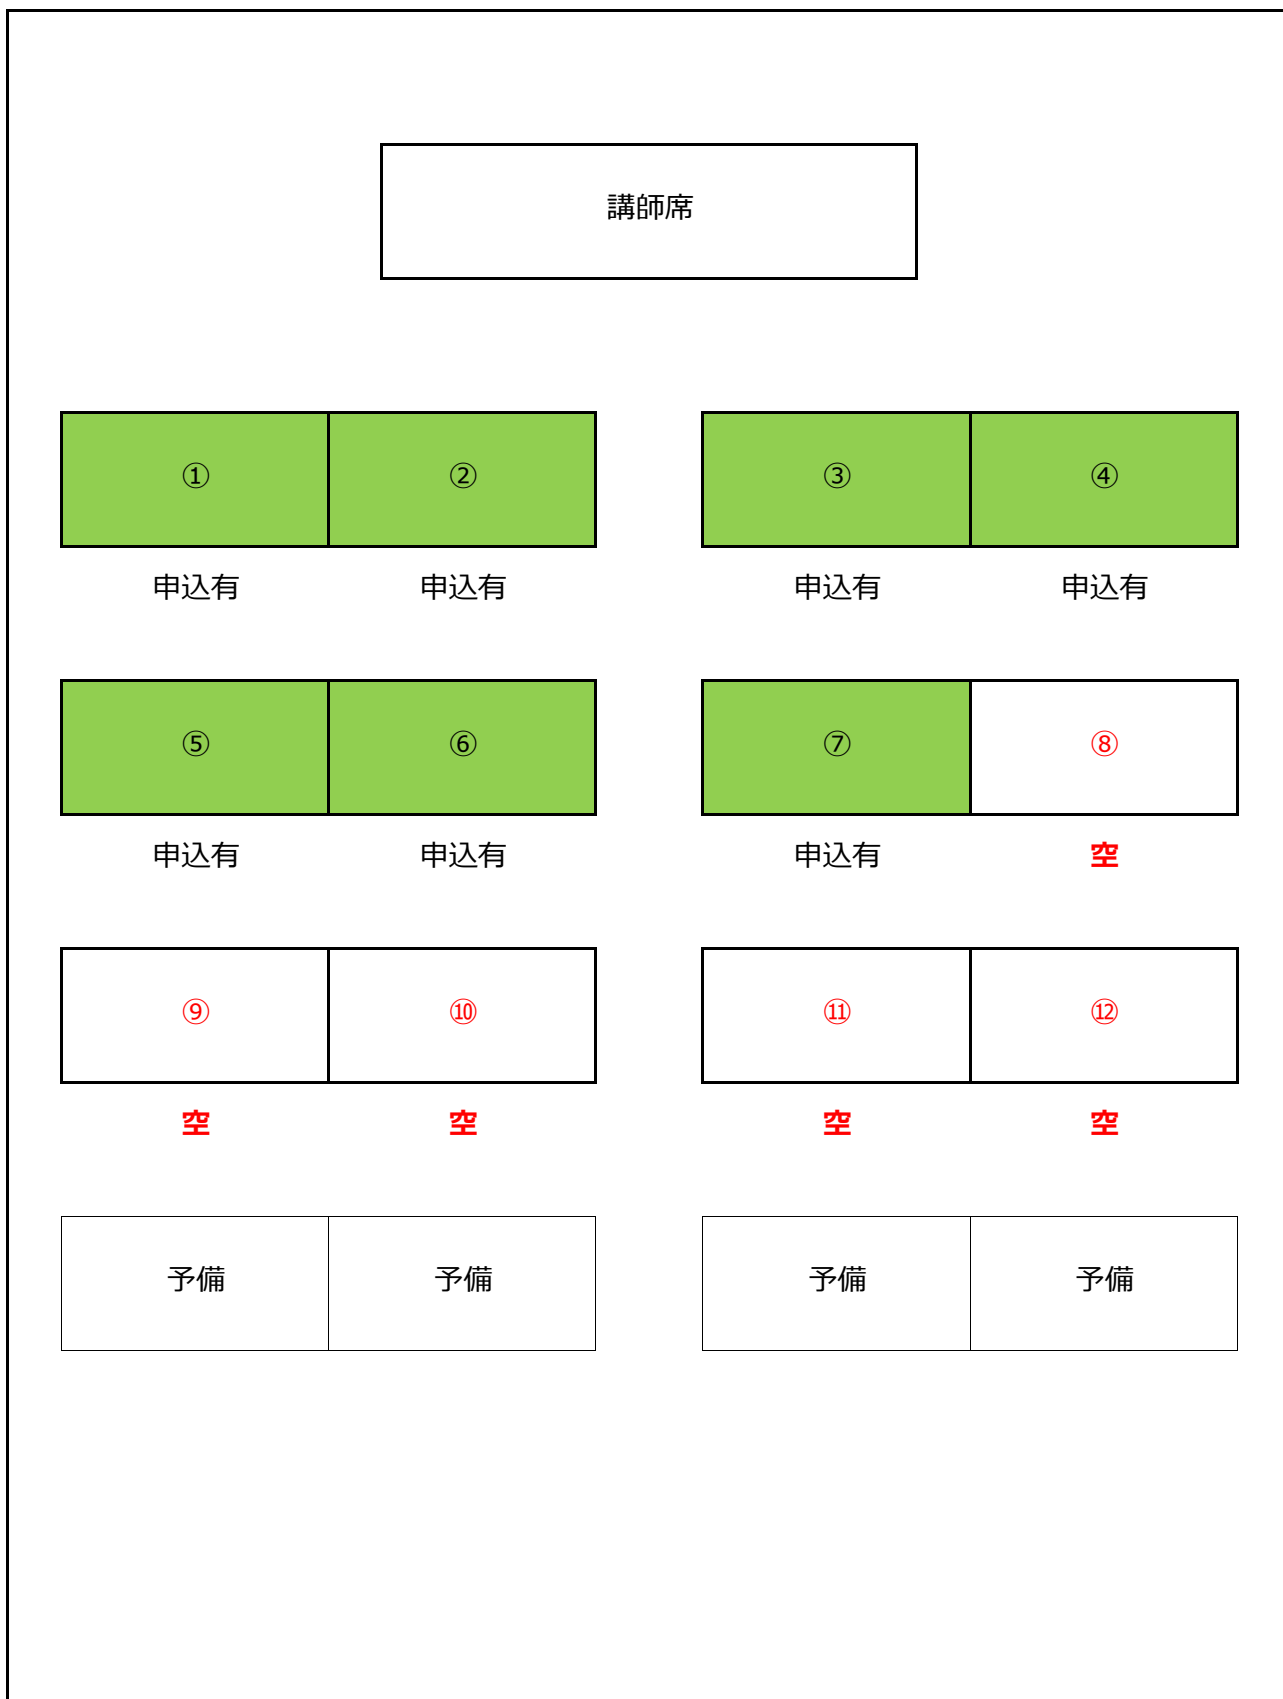 講師席
① ② ③ ④
申込有 申込有 申込有 申込有
⑤ ⑥ ⑦ ⑧
申込有 申込有 申込有 空
⑨ ⑩ ⑪ ⑫
空 空 空 空
予備 予備 予備 予備